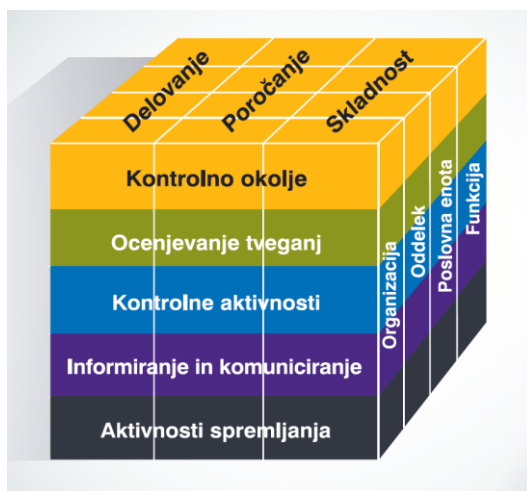 Delovanje
Poročanje
Skladnost
Kontrolno okolje
Ocenjevanje tveganj
Kontrolne aktivnosti
Informiranje in komuniciranje
Aktivnosti spremljanja
Organizacija
Oddelek
Poslovna enota
Funkcija